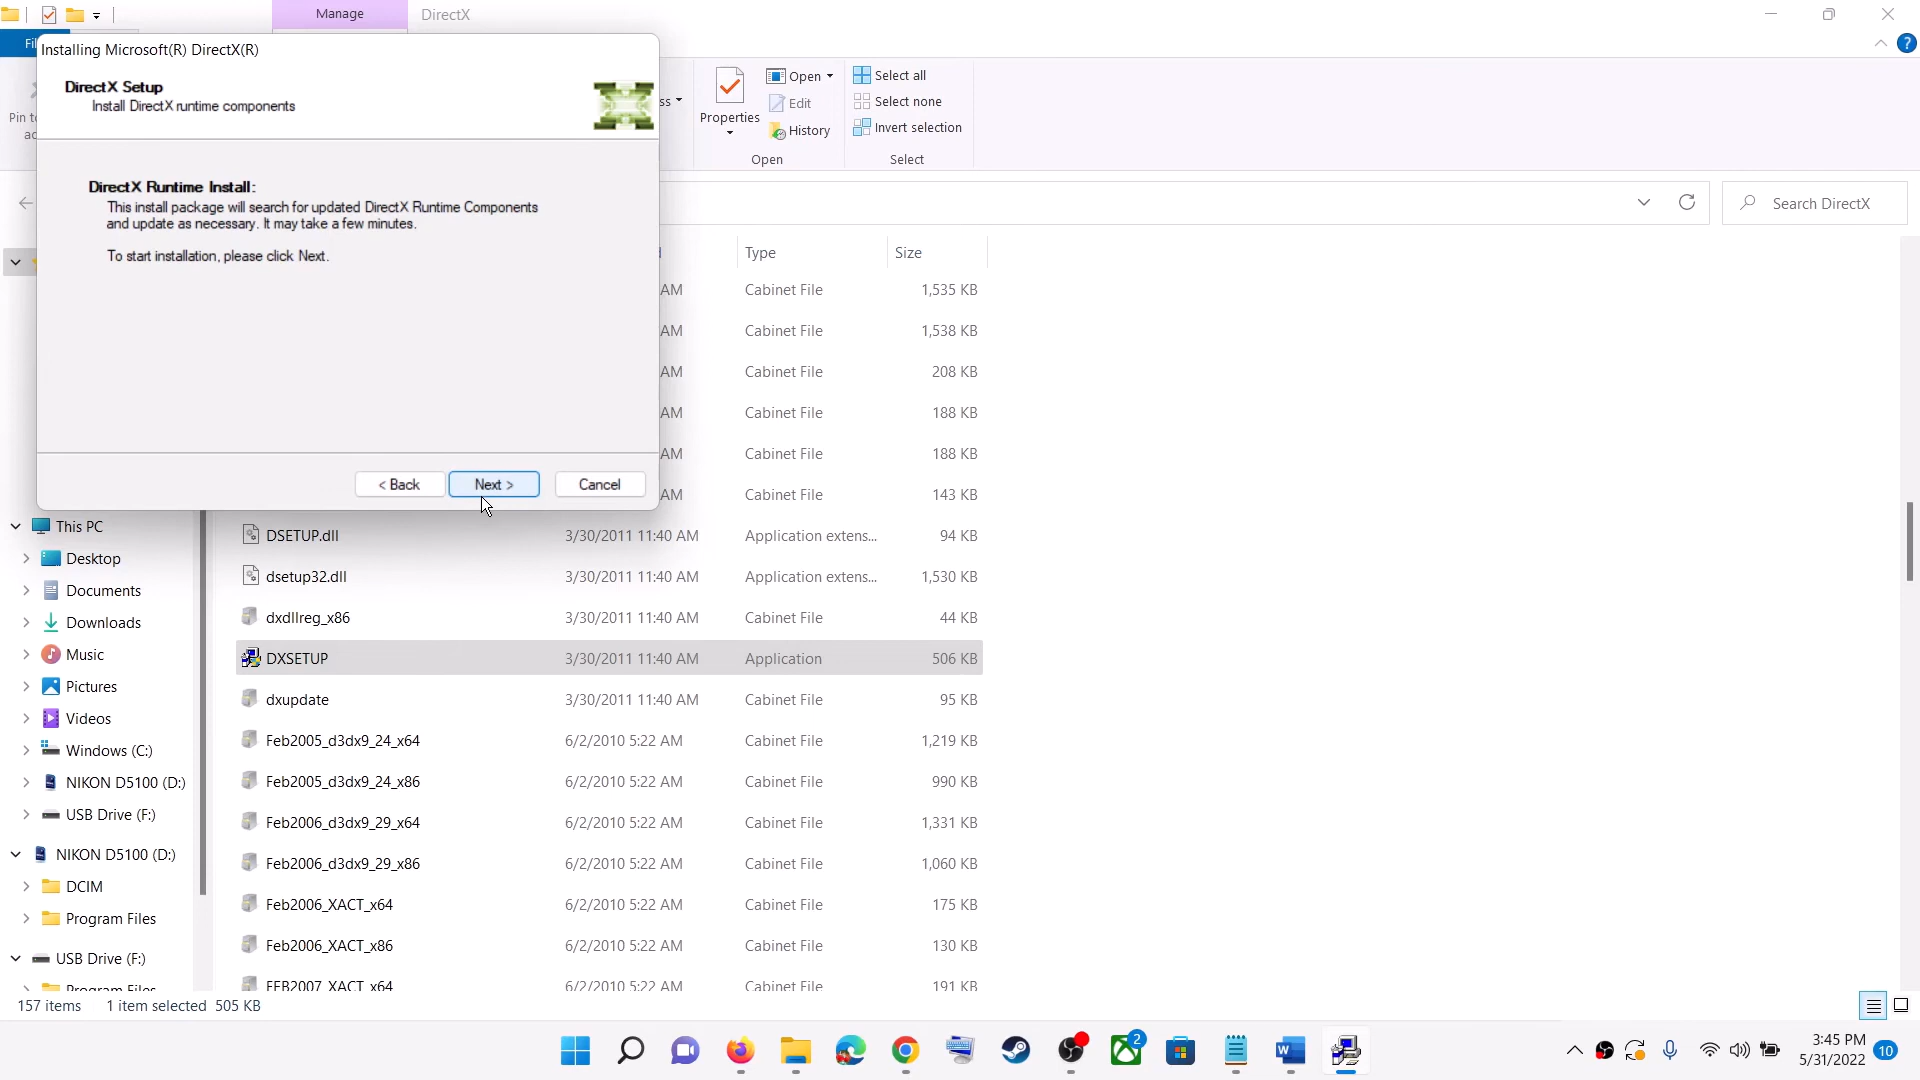 Manage
DirectX
Installing Microsoft(R) DirectX(R)
DirectX Setup
Install DirectX runtime components
DirectX Runtime Install:
This install package will search for updated DirectX Runtime Components
and update as necessary. It may take a few minutes.
To start installation, please click Next.
< Back
Next >
Cancel
Fil
Pin t
ac
ss
Properties
Open
Edit
History
Open
Select all
Select none
Invert selection
Select
Search DirectX
Type
Size
AM Cabinet File 1,535 KB
AM Cabinet File 1,538 KB
AM Cabinet File 208 KB
AM Cabinet File 188 KB
AM Cabinet File 188 KB
AM Cabinet File 143 KB
DSETUP.dll 3/30/2011 11:40 AM Application extens... 94 KB
dsetup32.dll 3/30/2011 11:40 AM Application extens... 1,530 KB
dxdllreg_x86 3/30/2011 11:40 AM Cabinet File 44 KB
DXSETUP 3/30/2011 11:40 AM Application 506 KB
dxupdate 3/30/2011 11:40 AM Cabinet File 95 KB
Feb2005_d3dx9_24_x64 6/2/2010 5:22 AM Cabinet File 1,219 KB
Feb2005_d3dx9_24_x86 6/2/2010 5:22 AM Cabinet File 990 KB
Feb2006_d3dx9_29_x64 6/2/2010 5:22 AM Cabinet File 1,331 KB
Feb2006_d3dx9_29_x86 6/2/2010 5:22 AM Cabinet File 1,060 KB
Feb2006_XACT_x64 6/2/2010 5:22 AM Cabinet File 175 KB
Feb2006_XACT_x86 6/2/2010 5:22 AM Cabinet File 130 KB
FEB2007_XACT_x64 6/2/2010 5:22 AM Cabinet File 191 KB
This PC
Desktop
Documents
Downloads
Music
Pictures
Videos
Windows (C:)
NIKON D5100 (D:)
USB Drive (F:)
NIKON D5100 (D:)
DCIM
Program Files
USB Drive (F:)
Program Files
157 items 1 item selected 505 KB
2
3:45 PM
5/31/2022
10